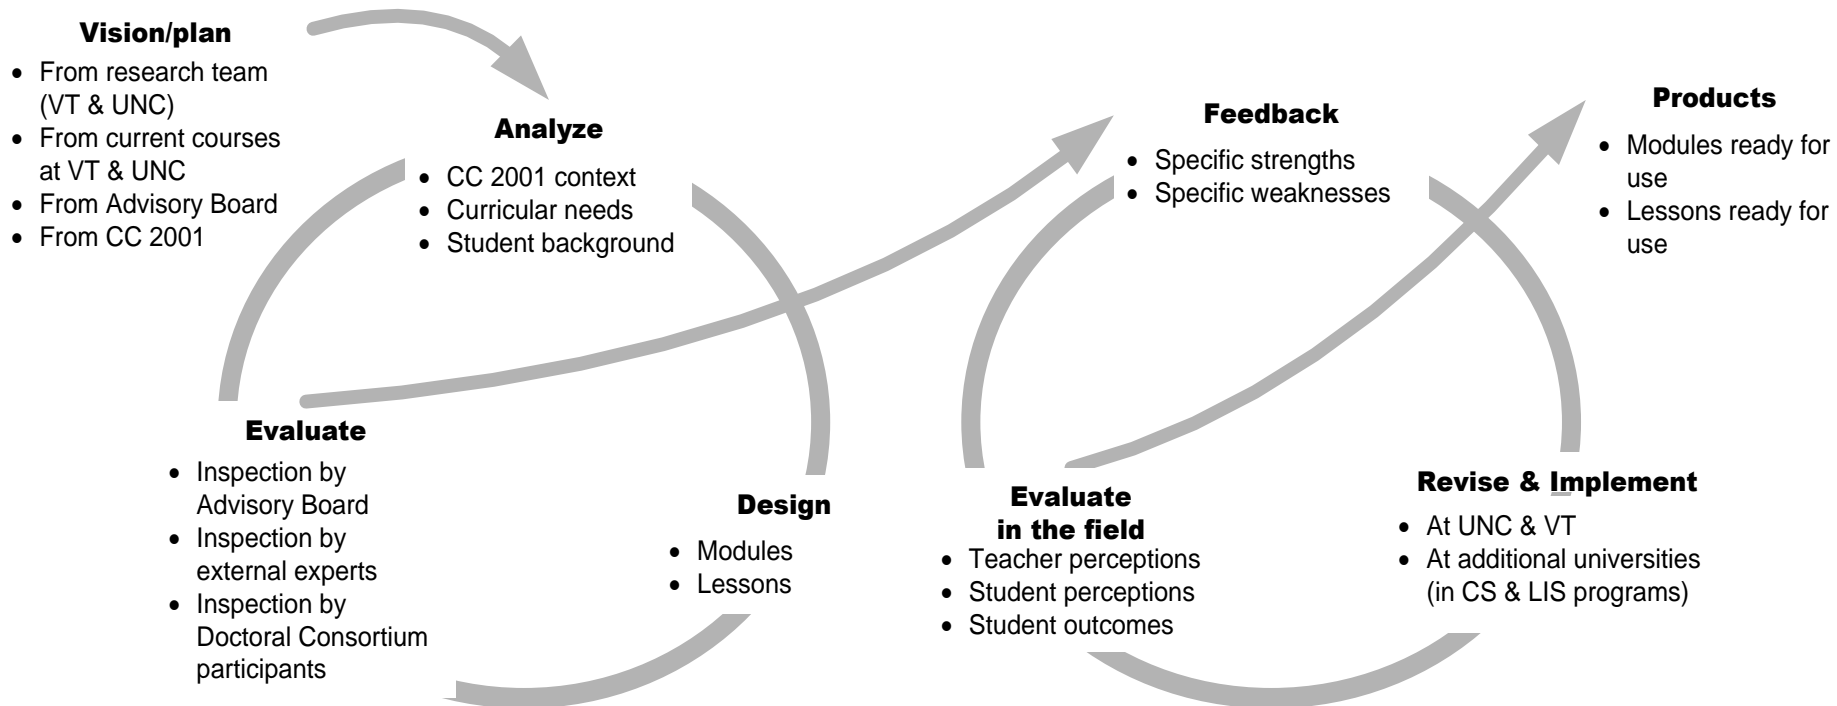 Vision/plan
• From research team
(VT & UNC)
• From current courses
at VT & UNC
• From Advisory Board
• From CC 2001
Analyze
• CC 2001 context
• Curricular needs
• Student background
Evaluate
• Inspection by
Advisory Board
• Inspection by
external experts
• Inspection by
Doctoral Consortium
participants
Design
• Modules
• Lessons
Feedback
• Specific strengths
• Specific weaknesses
Evaluate
in the field
• Teacher perceptions
• Student perceptions
• Student outcomes
Revise & Implement
• At UNC & VT
• At additional universities
(in CS & LIS programs)
Products
• Modules ready for
use
• Lessons ready for
use